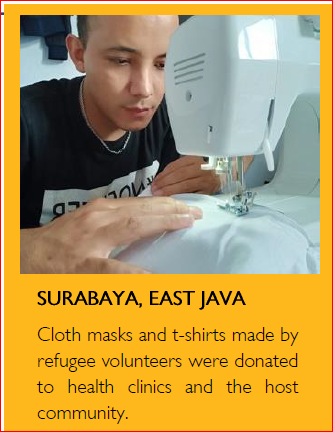 SURABAYA, EAST JAVA
Cloth masks and t-shirts made by
refugee volunteers were donated
to health clinics and the host
community.